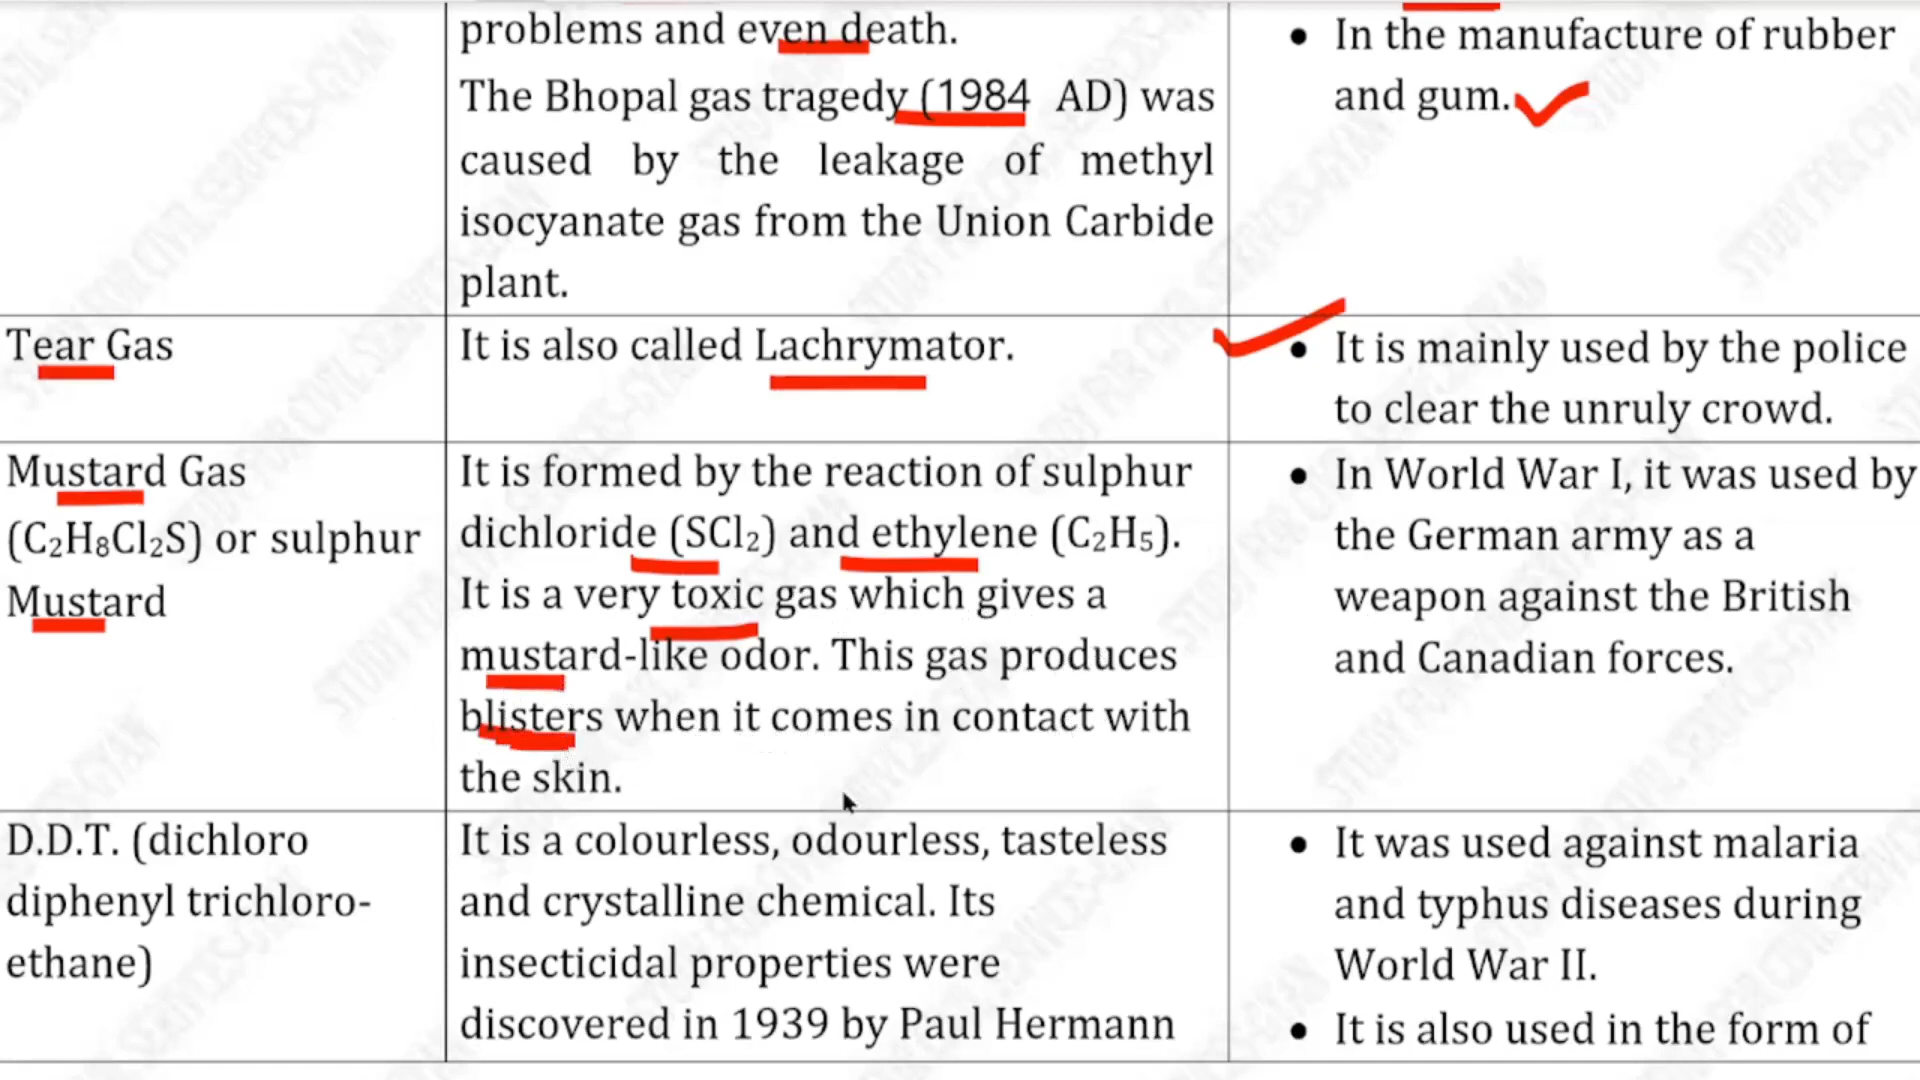 problems and even death.
The Bhopal gas tragedy (1984 AD) was
caused by the leakage of methyl
isocyanate gas from the Union Carbide
plant.
• In the manufacture of rubber
and gum.
Tear Gas
It is also called Lachrymator.
• It is mainly used by the police
to clear the unruly crowd.
Mustard Gas
(C₂H₈Cl₂S) or sulphur
Mustard
It is formed by the reaction of sulphur
dichloride (SCl₂) and ethylene (C₂H₅).
It is a very toxic gas which gives a
mustard-like odor. This gas produces
blisters when it comes in contact with
the skin.
• In World War I, it was used by
the German army as a
weapon against the British
and Canadian forces.
D.D.T. (dichloro
diphenyl trichloro-
ethane)
It is a colourless, odourless, tasteless
and crystalline chemical. Its
insecticidal properties were
discovered in 1939 by Paul Hermann
• It was used against malaria
and typhus diseases during
World War II.
• It is also used in the form of
STUDY FOR CIVIL SERVICES-GYAN